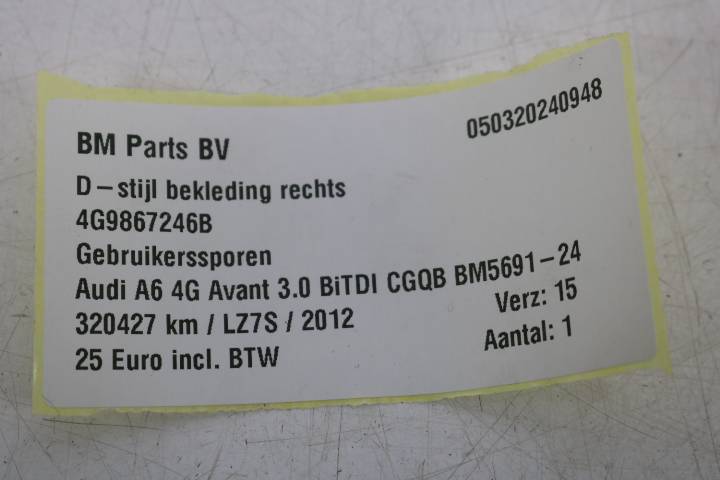 BM Parts BV
050320240948
D-stijl bekleding rechts
4G9867246B
Gebruikerssporen
Audi A6 4G Avant 3.0 BiTDI CGQB BM5691-24
320427 km / LZ7S / 2012
Verz: 15
25 Euro incl. BTW
Aantal: 1